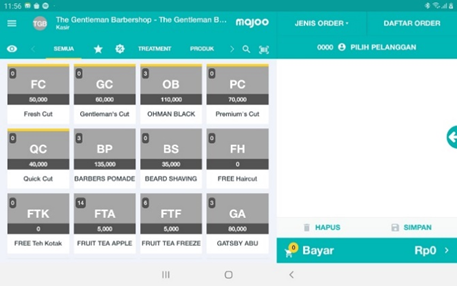 11:56
TGB
The Gentleman Barbershop - The Gentleman B...
Kasir
majoo
JENIS ORDER
DAFTAR ORDER
SEMUA
TREATMENT
PRODUK
0000 PILIH PELANGGAN
0
FC
50,000
Fresh Cut
0
GC
60,000
Gentleman's Cut
3
OB
110,000
OHMAN BLACK
0
PC
70,000
Premium's Cut
0
QC
40,000
Quick Cut
3
BP
135,000
BARBERS POMADE
0
BS
35,000
BEARD SHAVING
0
FH
0
FREE Haircut
0
FTK
0
FREE Teh Kotak
14
FTA
5,000
FRUIT TEA APPLE
6
FTF
5,000
FRUIT TEA FREEZE
3
GA
80,000
GATSBY ABU
HAPUS
SIMPAN
0
Bayar
Rp0